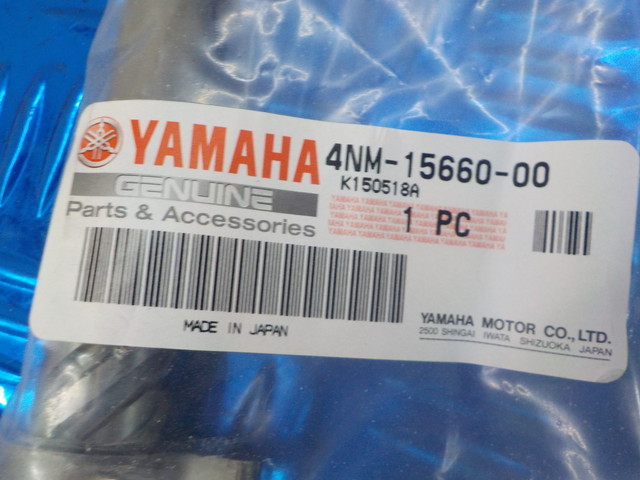 YAMAHA
GENUINE
Parts & Accessories
4NM-15660-00
K150518A
1 PC
MADE IN JAPAN
YAMAHA MOTOR CO.,LTD.
2500 SHINGAI IWATA SHIZUOKA JAPAN